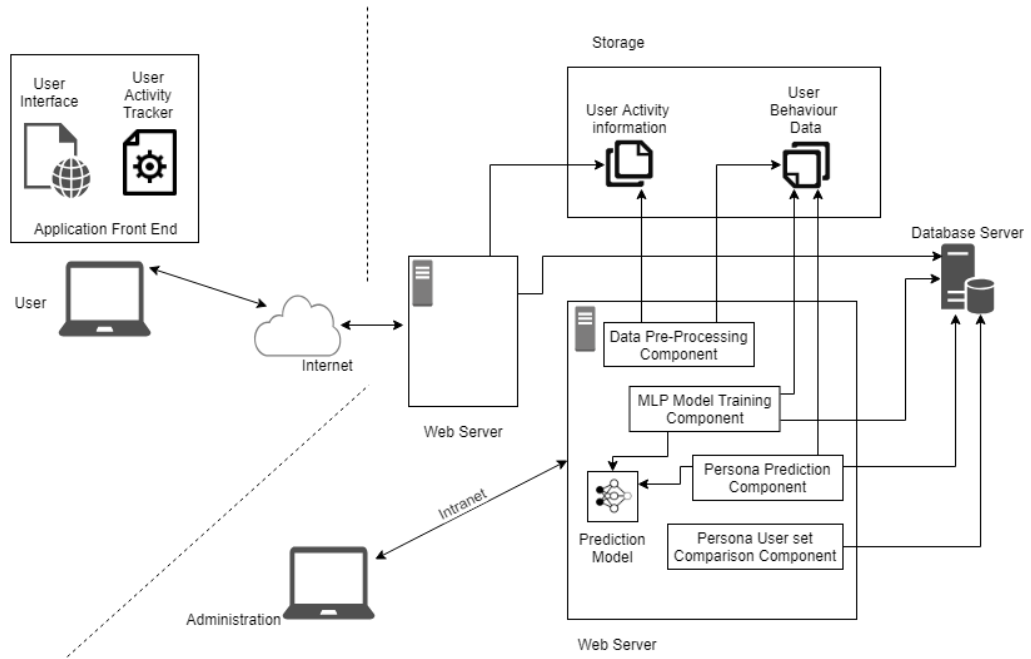 Storage
User
Interface
User
Activity
Tracker
Application Front End
User Activity
information
User
Behaviour
Data
Database Server
User
Internet
Web Server
Data Pre-Processing
Component
MLP Model Training
Component
Persona Prediction
Component
Prediction
Model
Persona User set
Comparison Component
Intranet
Administration
Web Server